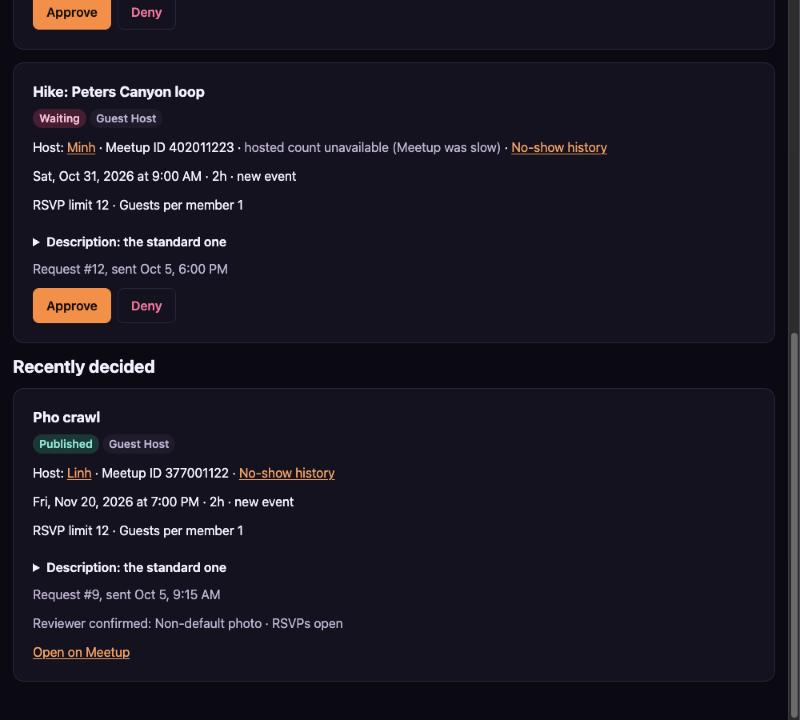 Approve Deny
Hike: Peters Canyon loop
Waiting Guest Host
Host: Minh · Meetup ID 402011223 · hosted count unavailable (Meetup was slow) · No-show history
Sat, Oct 31, 2026 at 9:00 AM · 2h · new event
RSVP limit 12 · Guests per member 1
Description: the standard one
Request #12, sent Oct 5, 6:00 PM
Approve Deny
Recently decided
Pho crawl
Published Guest Host
Host: Linh · Meetup ID 377001122 · No-show history
Fri, Nov 20, 2026 at 7:00 PM · 2h · new event
RSVP limit 12 · Guests per member 1
Description: the standard one
Request #9, sent Oct 5, 9:15 AM
Reviewer confirmed: Non-default photo · RSVPs open
Open on Meetup